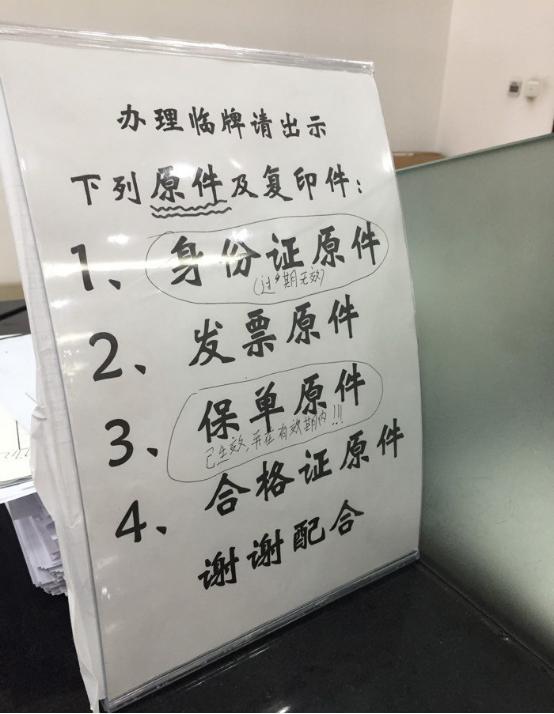 办理临牌请出示
下列原件及复印件：
1、身份证原件
(过期无效)
2、发票原件
3、保单原件
已生效,并在有效期内!!!
4、合格证原件
谢谢配合